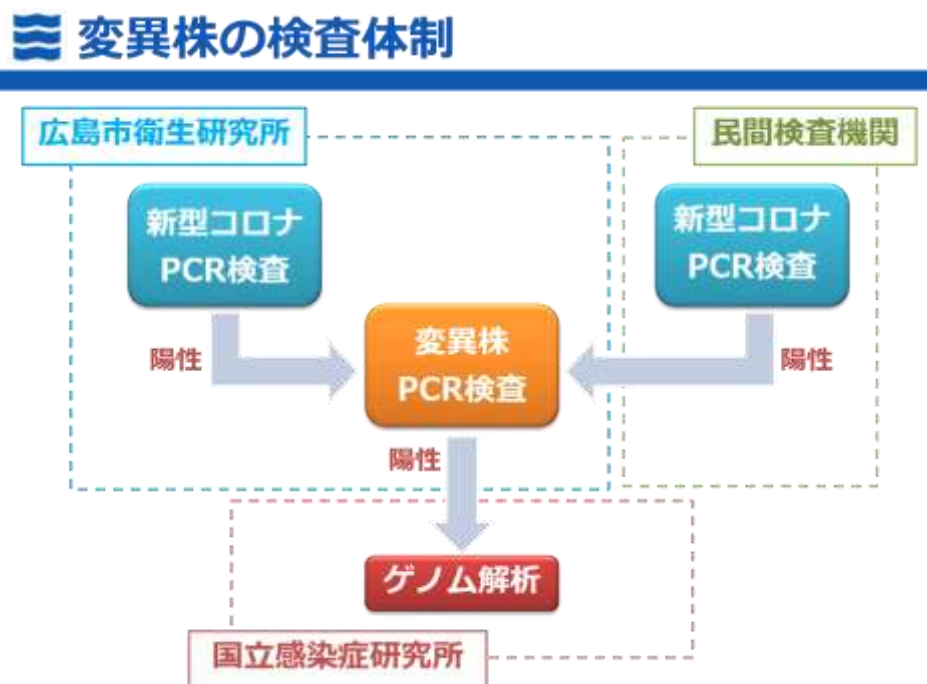 変異株の検査体制
広島市衛生研究所
民間検査機関
新型コロナ
PCR検査
新型コロナ
PCR検査
陽性
変異株
PCR検査
陽性
陽性
ゲノム解析
国立感染症研究所